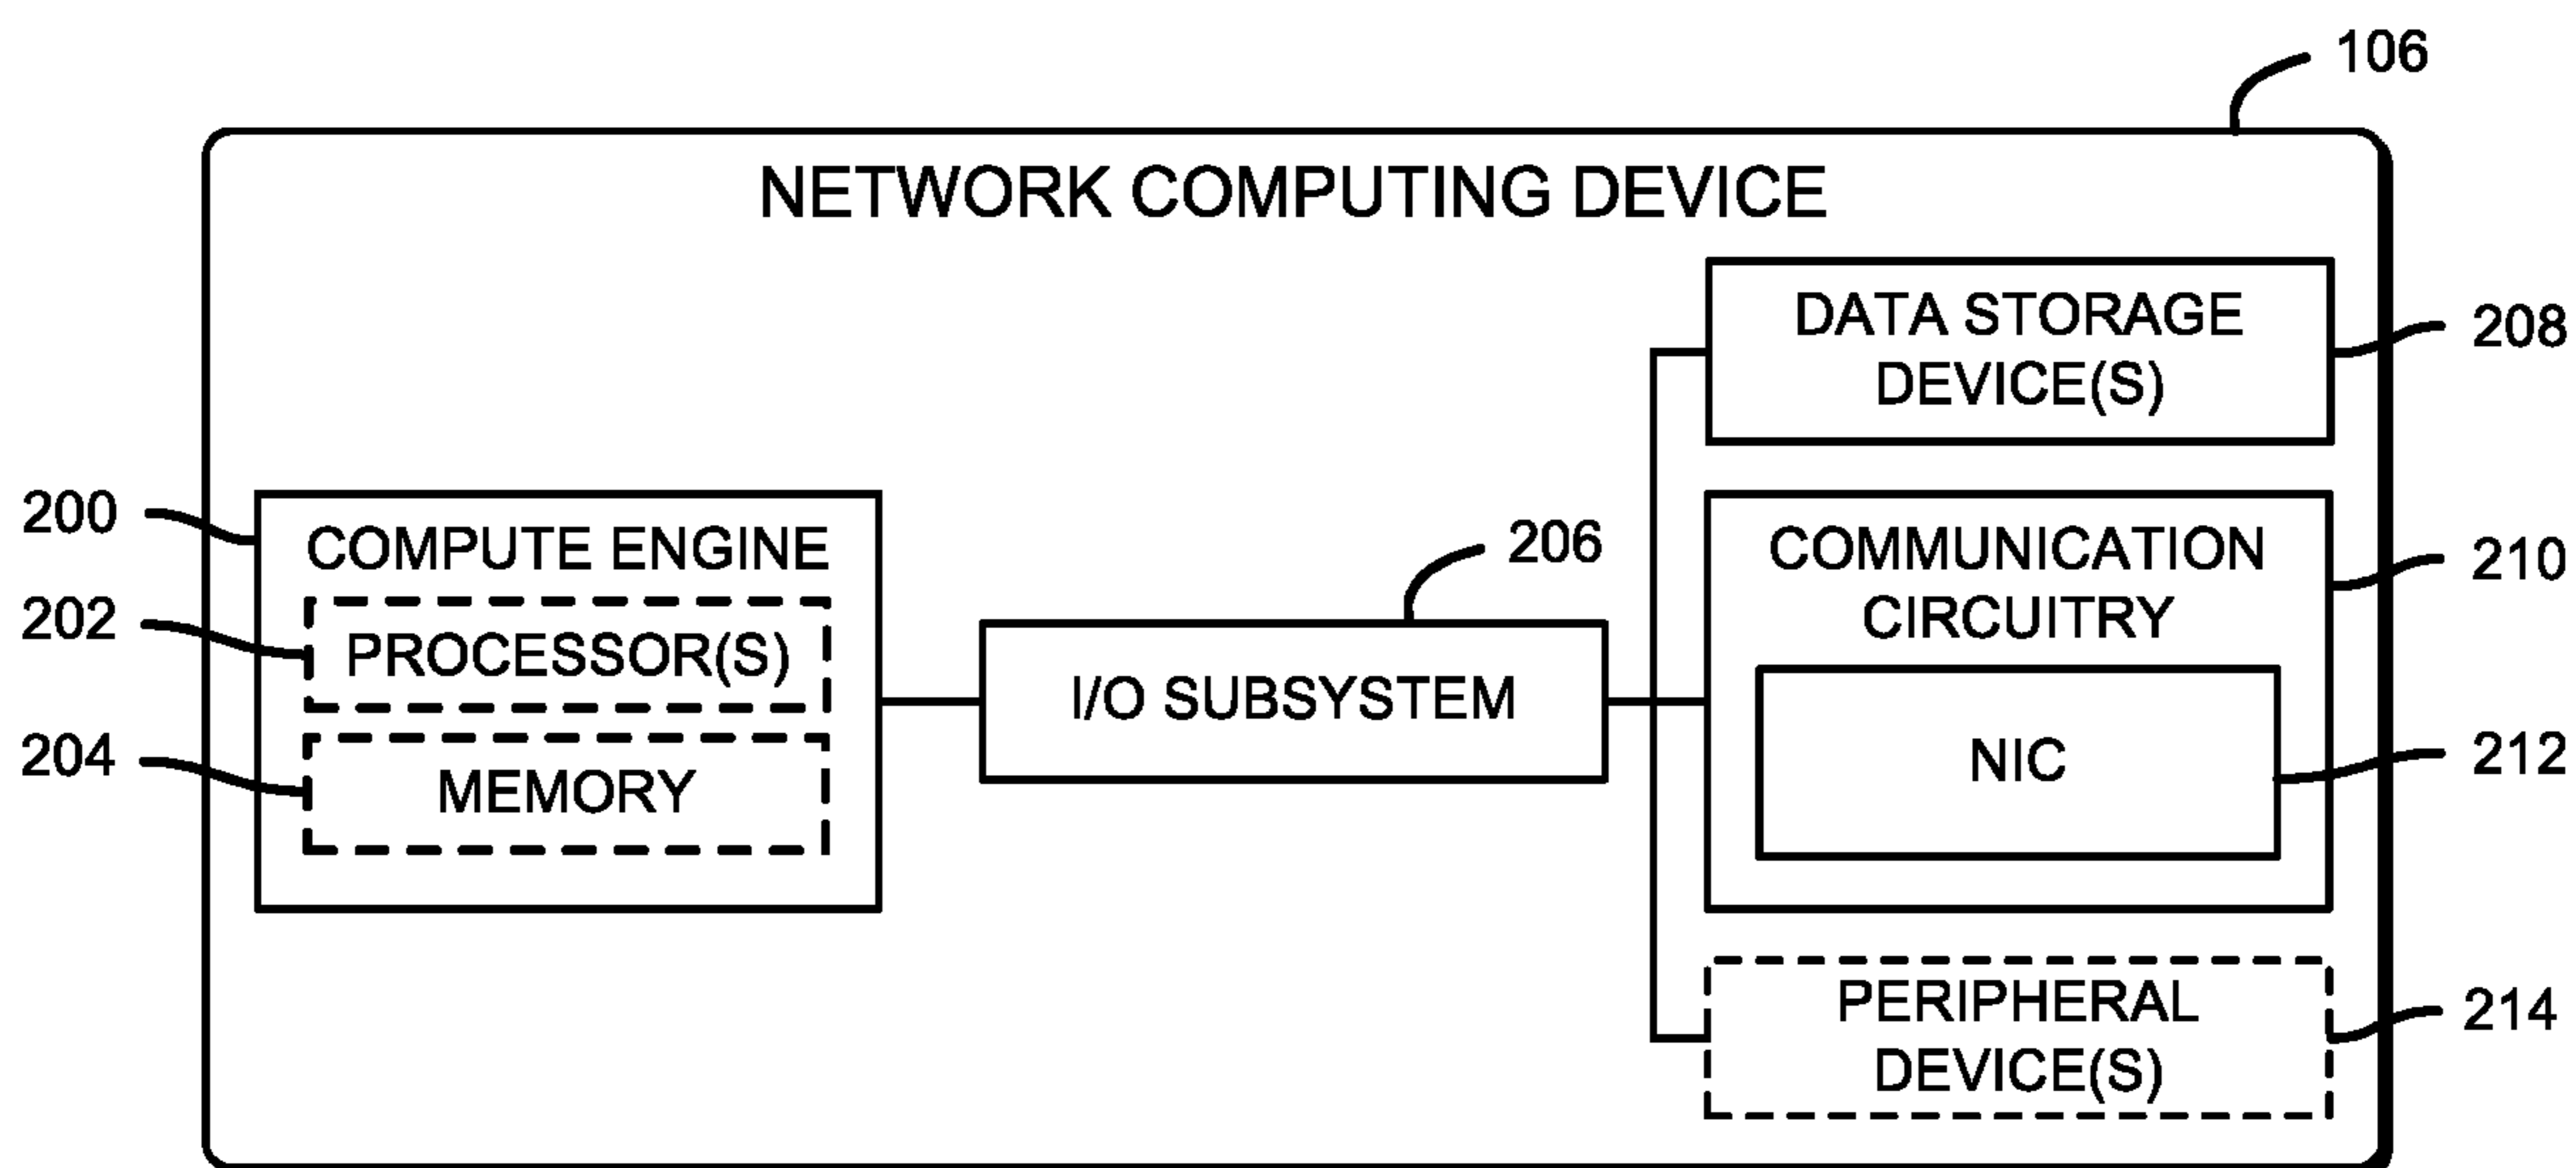 106
NETWORK COMPUTING DEVICE
DATA STORAGE
DEVICE(S)
208
200
COMPUTE ENGINE
202
PROCESSOR(S)
204
MEMORY
206
I/O SUBSYSTEM
COMMUNICATION
CIRCUITRY
210
NIC
212
PERIPHERAL
DEVICE(S)
214